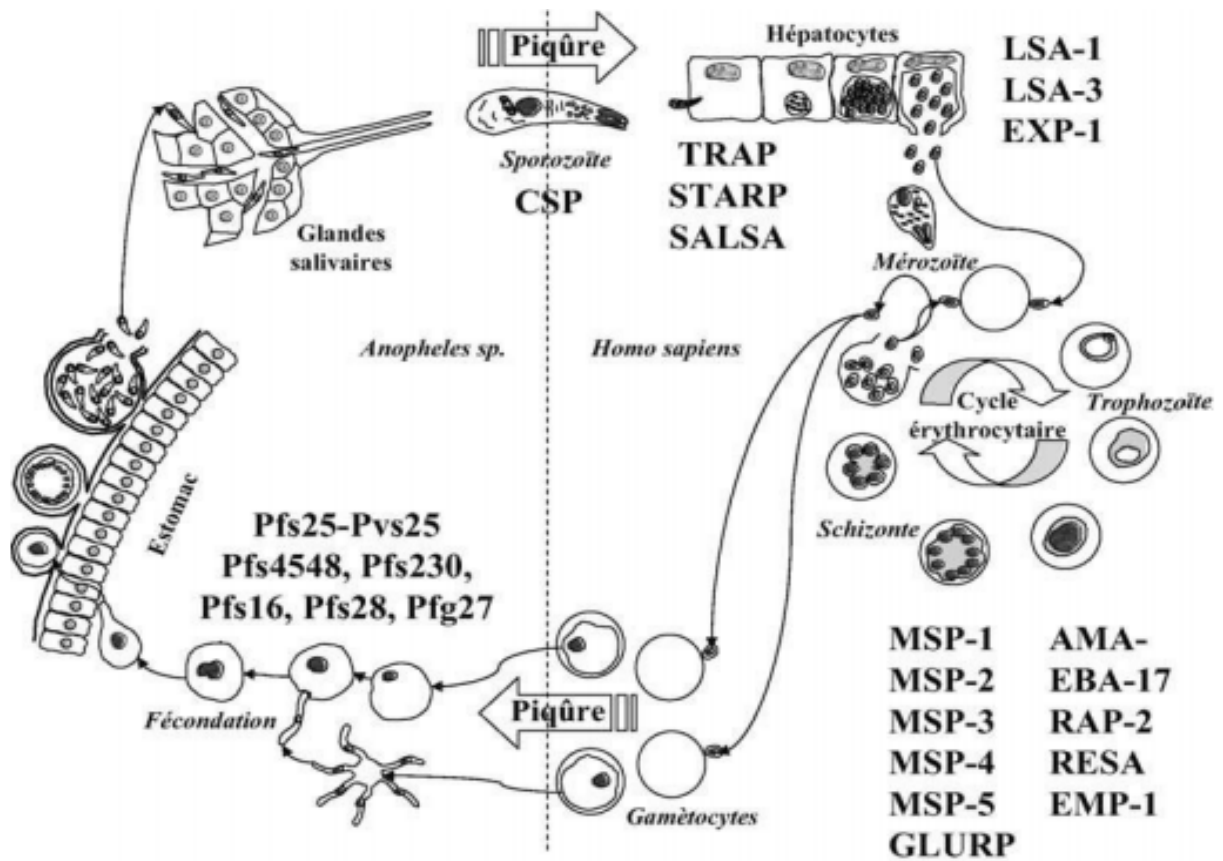 Piqûre
Hépatocytes
LSA-1
LSA-3
EXP-1
Sporozoïte
CSP
TRAP
STARP
SALSA
Glandes
salivaires
Mérozoïte
Anopheles sp.
Homo sapiens
Cycle
érythrocytaire
Trophozoïte
Schizonte
Estomac
Pfs25-Pvs25
Pfs4548, Pfs230,
Pfs16, Pfs28, Pfg27
Fécondation
Piqûre
Gamètocytes
MSP-1
MSP-2
MSP-3
MSP-4
MSP-5
GLURP
AMA-
EBA-17
RAP-2
RESA
EMP-1